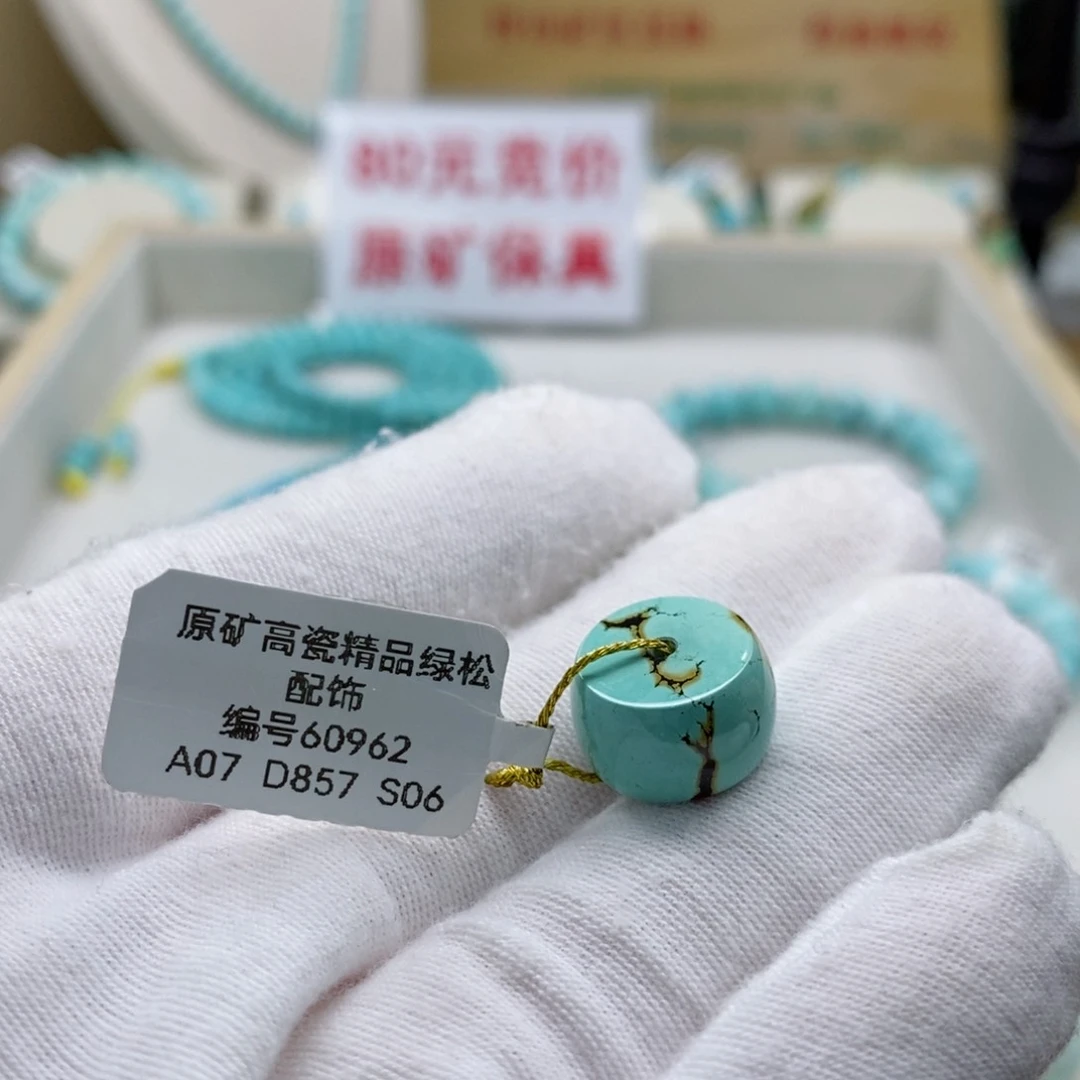 80元竞价
原矿保真
原矿高瓷精品绿松
配饰
编号60962
A07 D857 S06